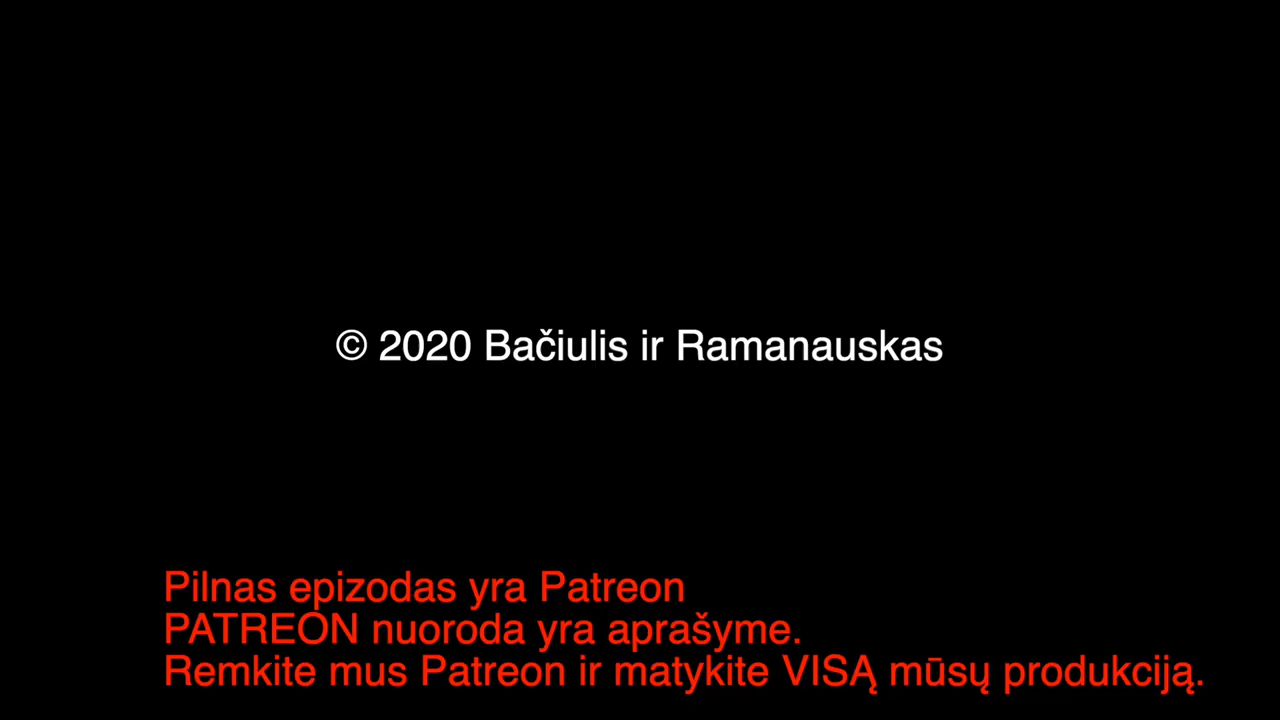 © 2020 Bačiulis ir Ramanauskas
Pilnas epizodas yra Patreon
PATREON nuoroda yra aprašyme.
Remkite mus Patreon ir matykite VISĄ mūsų produkciją.